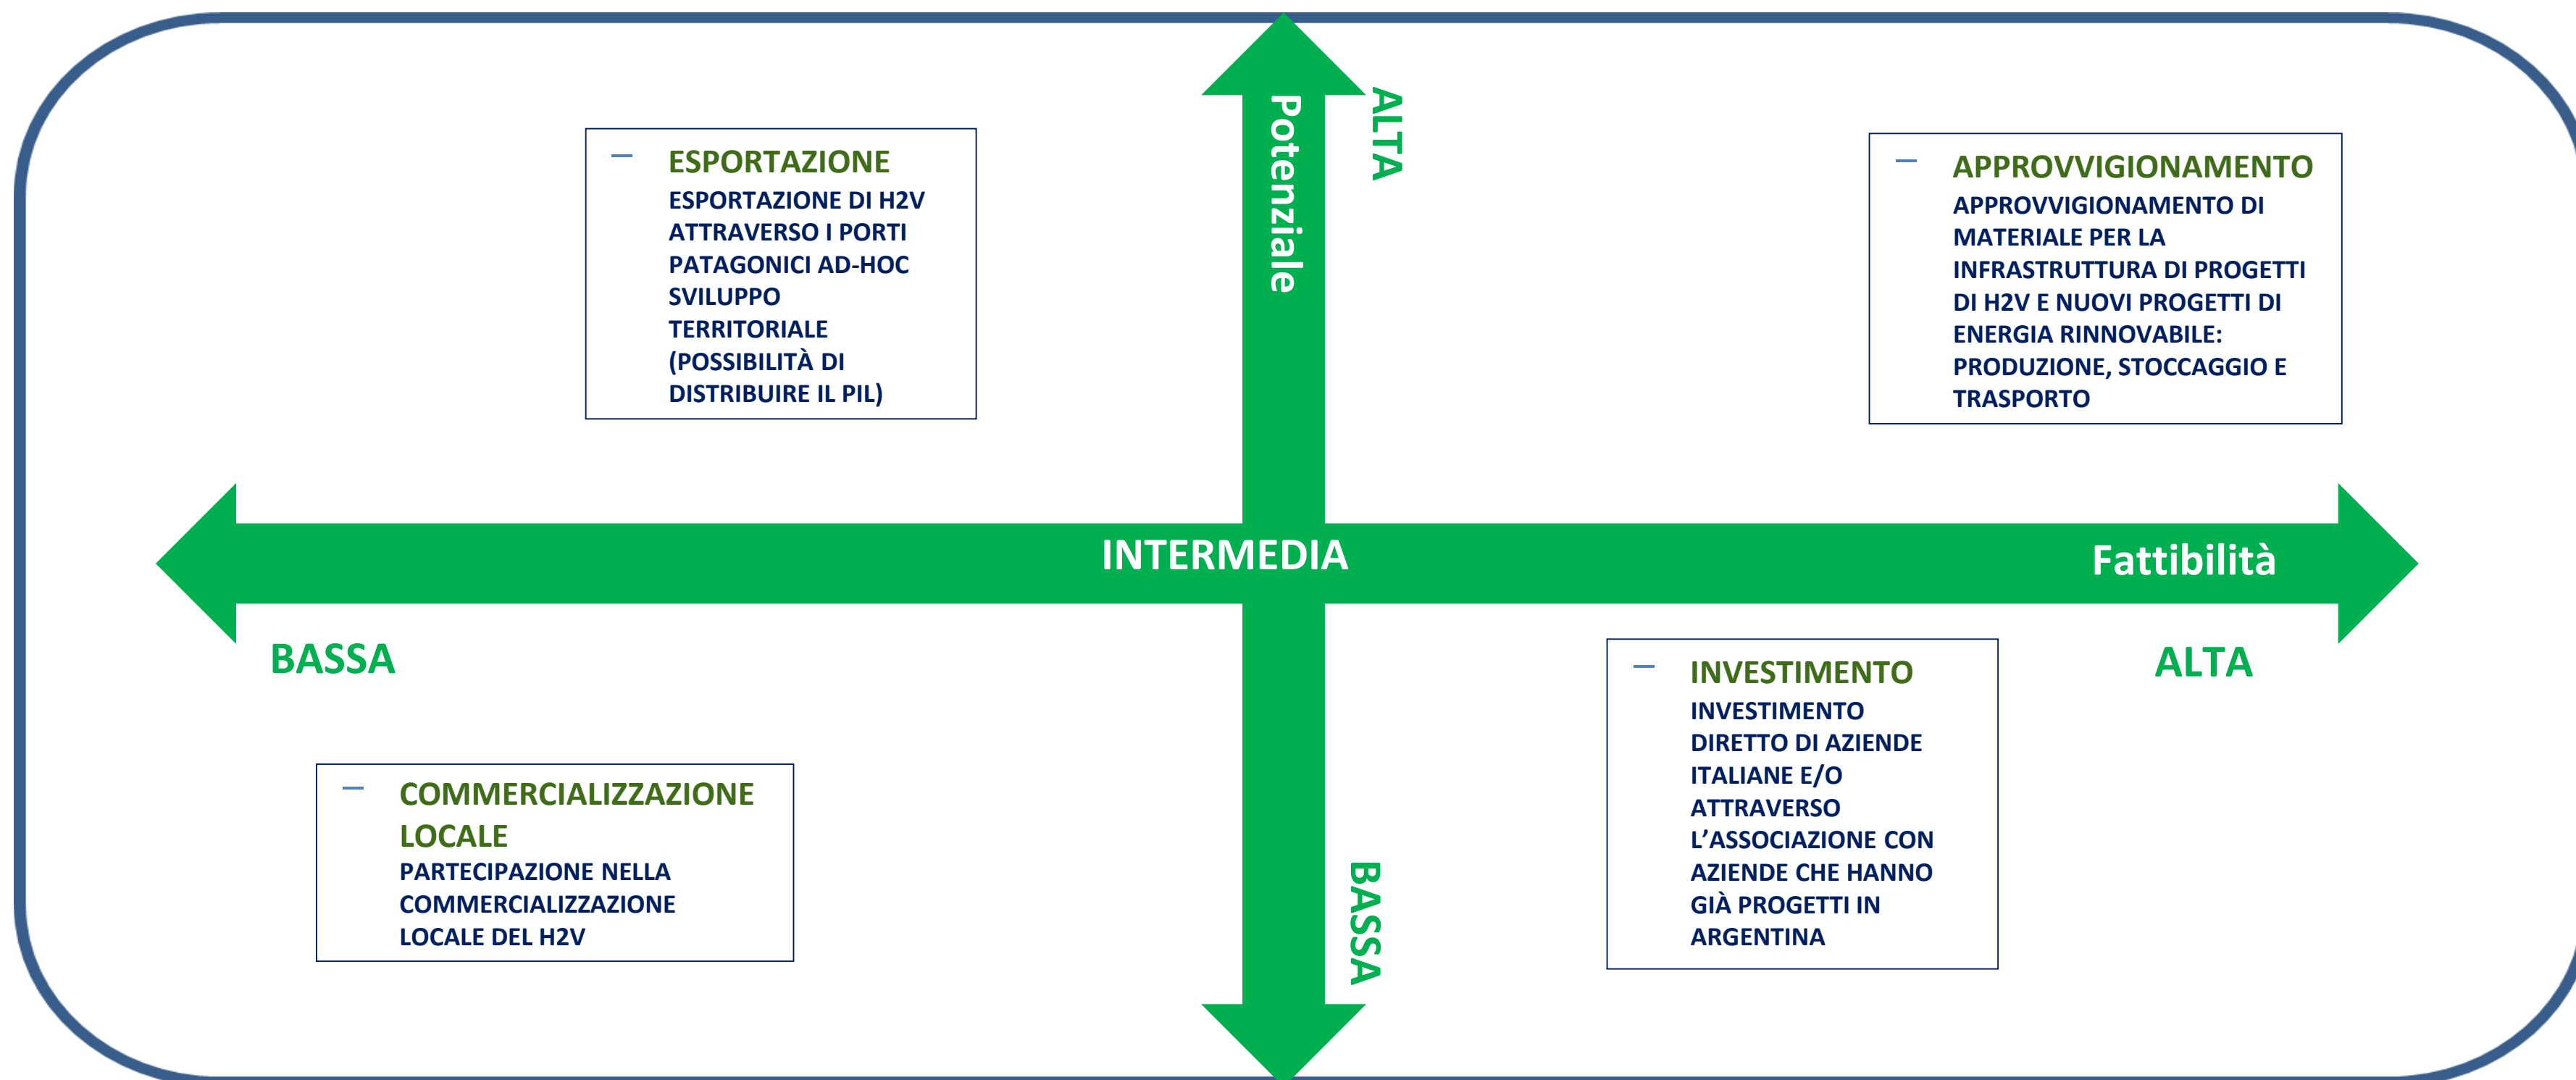 Potenziale
ALTA
– ESPORTAZIONE
ESPORTAZIONE DI H2V
ATTRAVERSO I PORTI
PATAGONICI AD-HOC
SVILUPPO
TERRITORIALE
(POSSIBILITÀ DI
DISTRIBUIRE IL PIL)
– APPROVVIGIONAMENTO
APPROVVIGIONAMENTO DI
MATERIALE PER LA
INFRASTRUTTURA DI PROGETTI
DI H2V E NUOVI PROGETTI DI
ENERGIA RINNOVABILE:
PRODUZIONE, STOCCAGGIO E
TRASPORTO
INTERMEDIA
Fattibilità
BASSA
ALTA
– COMMERCIALIZZAZIONE
LOCALE
PARTECIPAZIONE NELLA
COMMERCIALIZZAZIONE
LOCALE DEL H2V
BASSA
– INVESTIMENTO
INVESTIMENTO
DIRETTO DI AZIENDE
ITALIANE E/O
ATTRAVERSO
L’ASSOCIAZIONE CON
AZIENDE CHE HANNO
GIÀ PROGETTI IN
ARGENTINA